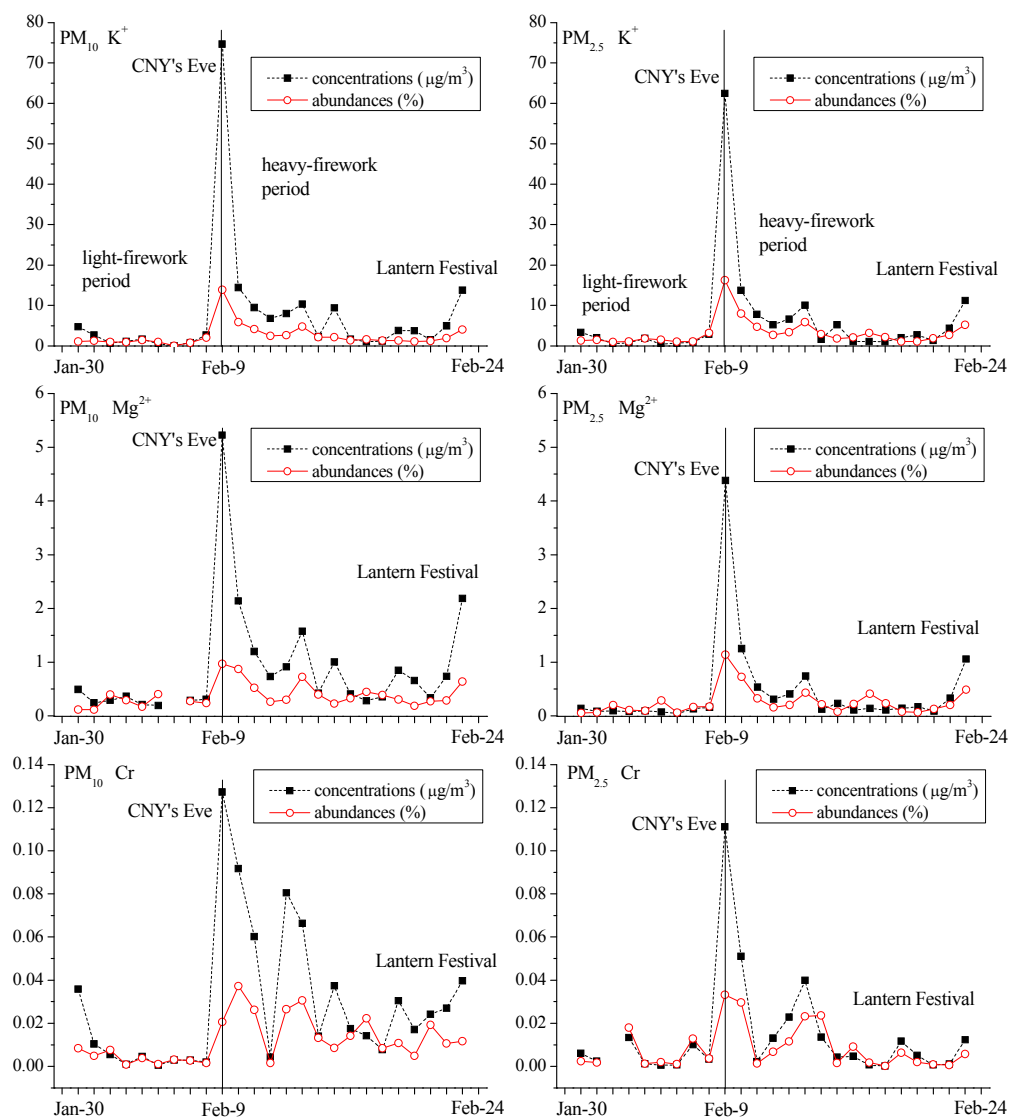 PM₁₀ K⁺
CNY's Eve
concentrations (μg/m³)
abundances (%)
heavy-firework
period
light-firework
period
Lantern Festival
80
70
60
50
40
30
20
10
0
Jan-30
Feb-9
Feb-24
PM₂.₅ K⁺
CNY's Eve
concentrations (μg/m³)
abundances (%)
heavy-firework
period
light-firework
period
Lantern Festival
80
70
60
50
40
30
20
10
0
Jan-30
Feb-9
Feb-24
PM₁₀ Mg²⁺
CNY's Eve
concentrations (μg/m³)
abundances (%)
Lantern Festival
6
5
4
3
2
1
0
Jan-30
Feb-9
Feb-24
PM₂.₅ Mg²⁺
CNY's Eve
concentrations (μg/m³)
abundances (%)
Lantern Festival
6
5
4
3
2
1
0
Jan-30
Feb-9
Feb-24
PM₁₀ Cr
CNY's Eve
concentrations (μg/m³)
abundances (%)
Lantern Festival
0.14
0.12
0.10
0.08
0.06
0.04
0.02
0.00
Jan-30
Feb-9
Feb-24
PM₂.₅ Cr
CNY's Eve
concentrations (μg/m³)
abundances (%)
Lantern Festival
0.14
0.12
0.10
0.08
0.06
0.04
0.02
0.00
Jan-30
Feb-9
Feb-24